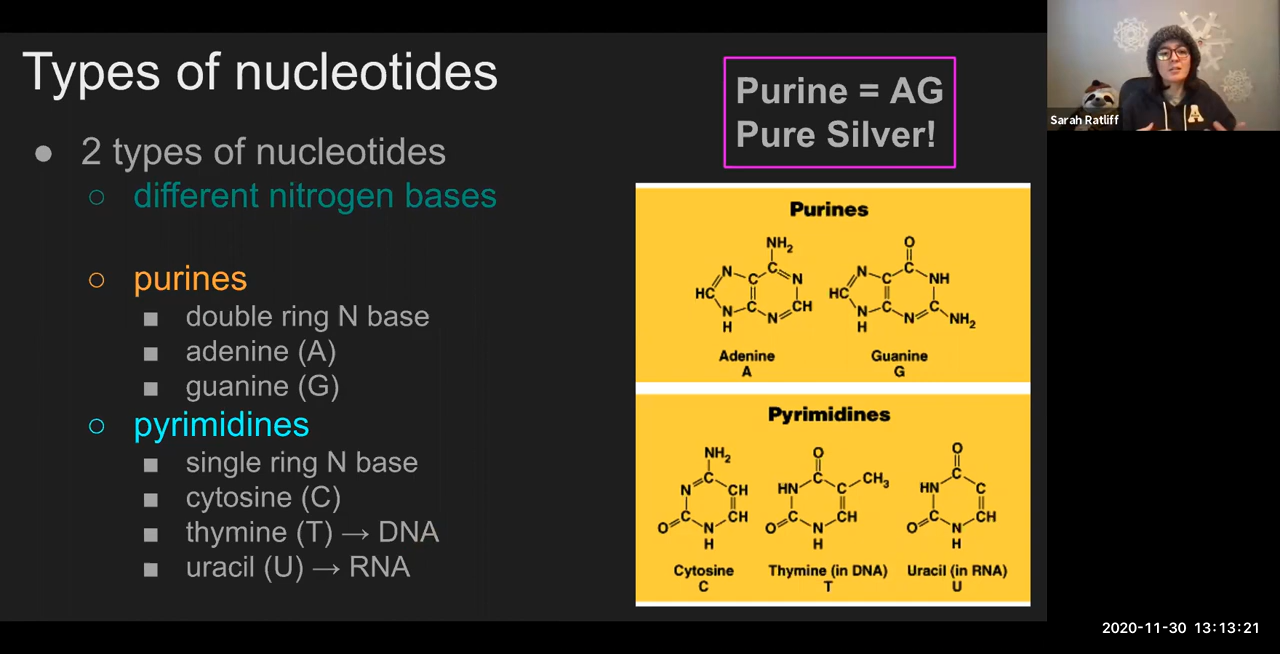 Types of nucleotides
● 2 types of nucleotides
○ different nitrogen bases
○ purines
■ double ring N base
■ adenine (A)
■ guanine (G)
○ pyrimidines
■ single ring N base
■ cytosine (C)
■ thymine (T) → DNA
■ uracil (U) → RNA
Purine = AG
Pure Silver!
Purines
NH₂
N
C
C
N
HC
C
CH
N
N
H
Adenine
A
O
N
C
C
NH
HC
C
C
N
N
NH₂
H
Guanine
G
Pyrimidines
NH₂
C
N
CH
C
CH
O
N
H
Cytosine
C
O
C
CH₃
HN
C
C
CH
O
N
H
Thymine (in DNA)
T
O
C
HN
C
C
CH
O
N
H
Uracil (in RNA)
U
Sarah Ratliff
A
2020-11-30 13:13:21